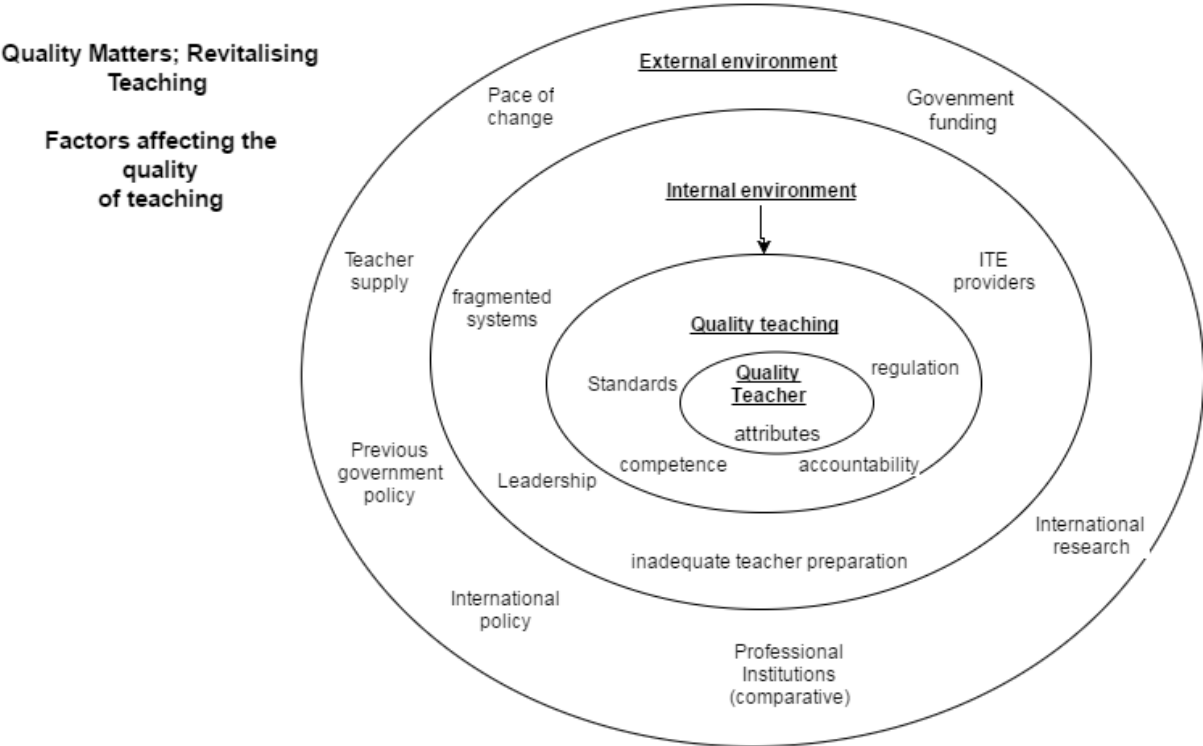 Quality Matters; Revitalising
Teaching
Factors affecting the
quality
of teaching
External environment
Pace of
change
Govenment
funding
Internal environment
Teacher
supply
ITE
providers
fragmented
systems
Quality teaching
Standards
Quality
Teacher
regulation
attributes
competence
accountability
Previous
government
policy
Leadership
International
research
inadequate teacher preparation
International
policy
Professional
Institutions
(comparative)